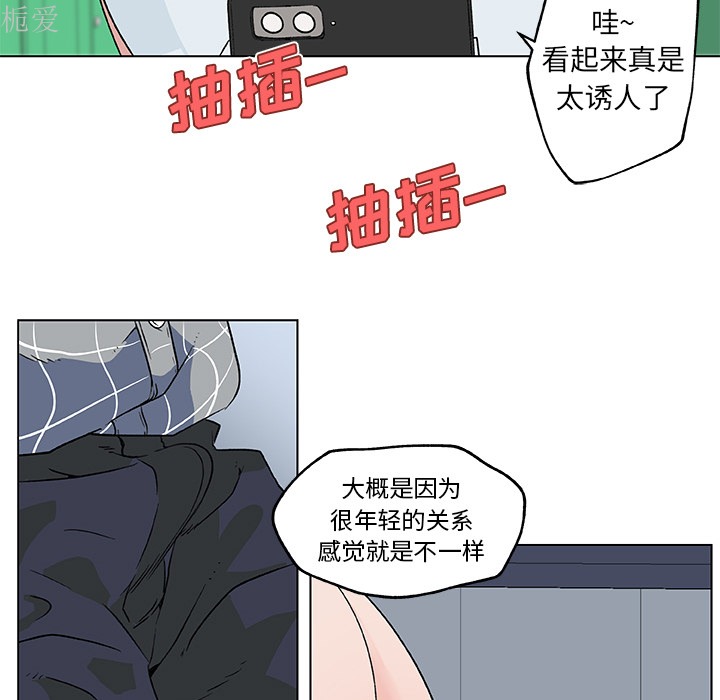 栀爱
哇~
看起来真是
太诱人了
抽插一
抽插一
大概是因为
很年轻的关系
感觉就是不一样